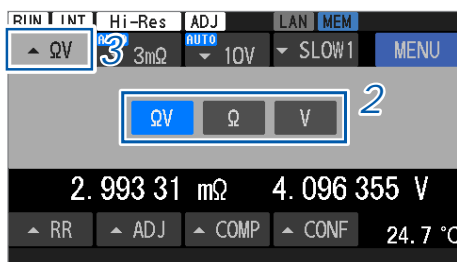 RUN INT Hi-Res ADJ LAN MEM
ΩV 3 AUTO 3mΩ AUTO 10V SLOW1 MENU
ΩV Ω V 2
2.993 31 mΩ 4.096 355 V
RR ADJ COMP CONF 24.7 °C